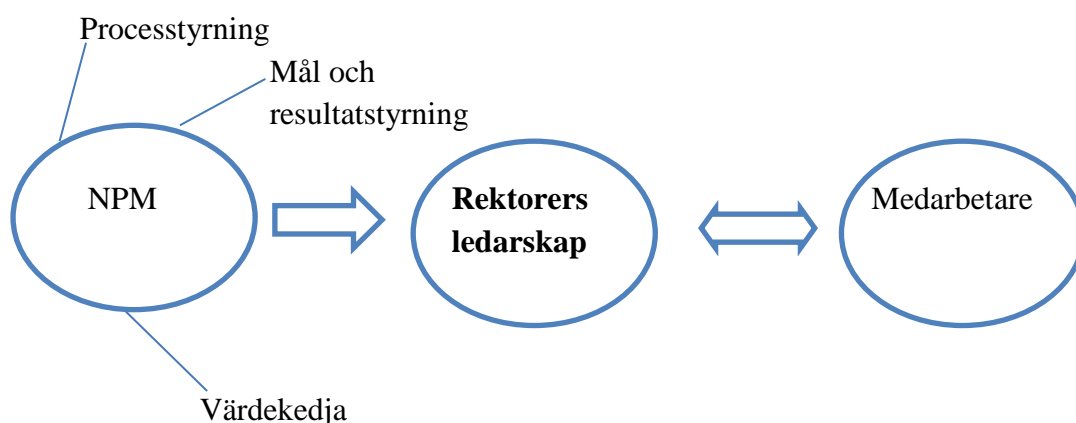 Processtyrning
Mål och
resultatstyrning
NPM
Rektorers
ledarskap
Medarbetare
Värdekedja